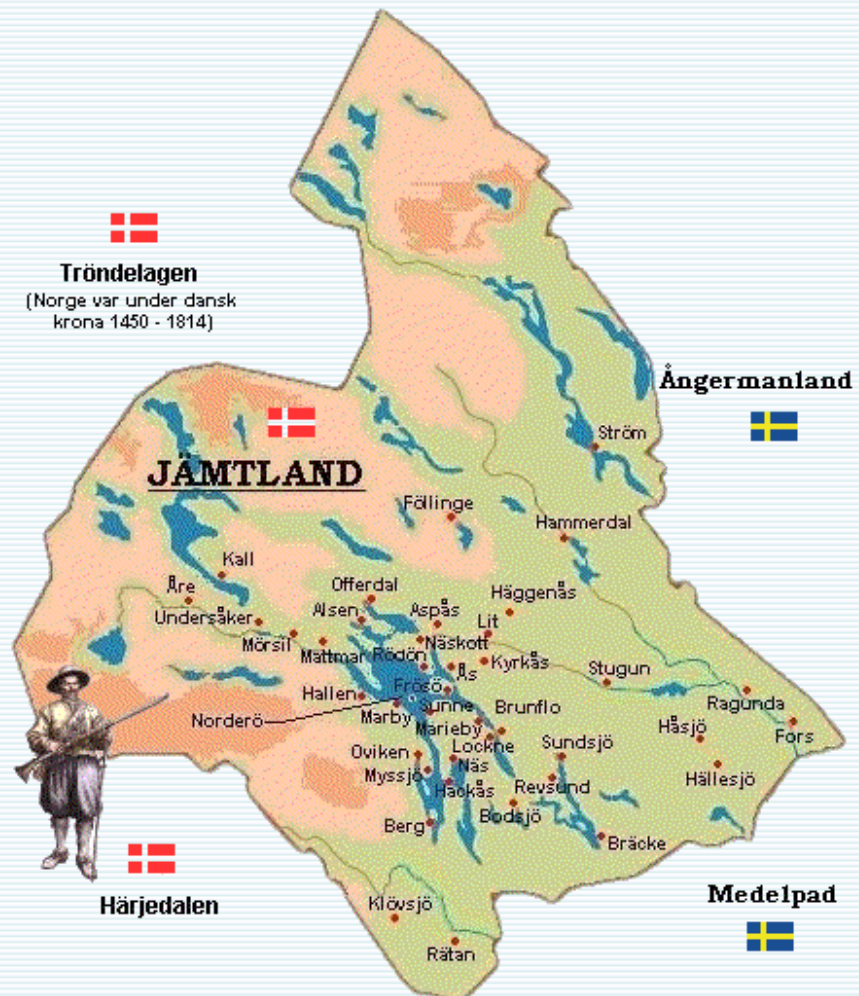 Tröndelagen
(Norge var under dansk
krona 1450 - 1814)
Ångermanland
JÄMTLAND
Ström
Föllinge
Hammerdal
Kall
Åre
Offerdal
Häggenås
Undersåker
Alsen
Aspås
Lit
Mörsil
Mattmar
Näskott
Rödön
Kyrkås
Ås
Stugun
Hallen
Frösö
Ragunda
Norderö
Marby
Sunne
Brunflo
Marieby
Håsjö
Fors
Oviken
Lockne
Sundsjö
Myssjö
Näs
Hällesjö
Hackås
Revsund
Bodsjö
Berg
Bräcke
Härjedalen
Medelpad
Klövsjö
Rätan